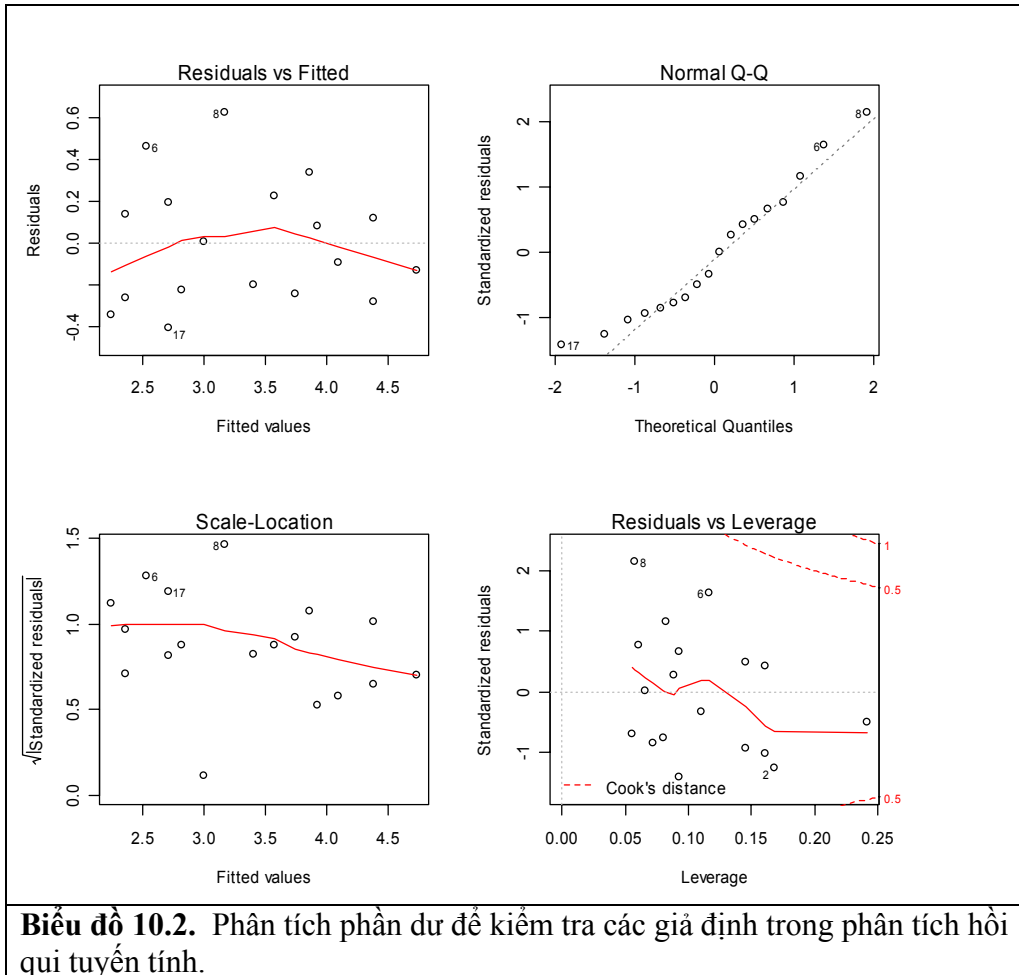 Residuals vs Fitted
Residuals
0.6
0.4
0.2
0.0
-0.4
8
6
17
2.5 3.0 3.5 4.0 4.5
Fitted values
Normal Q-Q
Standardized residuals
2
1
0
-1
8
6
17
-2 -1 0 1 2
Theoretical Quantiles
Scale-Location
√|Standardized residuals|
1.5
1.0
0.5
0.0
8
6
17
2.5 3.0 3.5 4.0 4.5
Fitted values
Residuals vs Leverage
Standardized residuals
2
1
0
-1
8
6
2
1
0.5
0.5
Cook's distance
0.00 0.05 0.10 0.15 0.20 0.25
Leverage
Biểu đồ 10.2. Phân tích phần dư để kiểm tra các giả định trong phân tích hồi
qui tuyến tính.